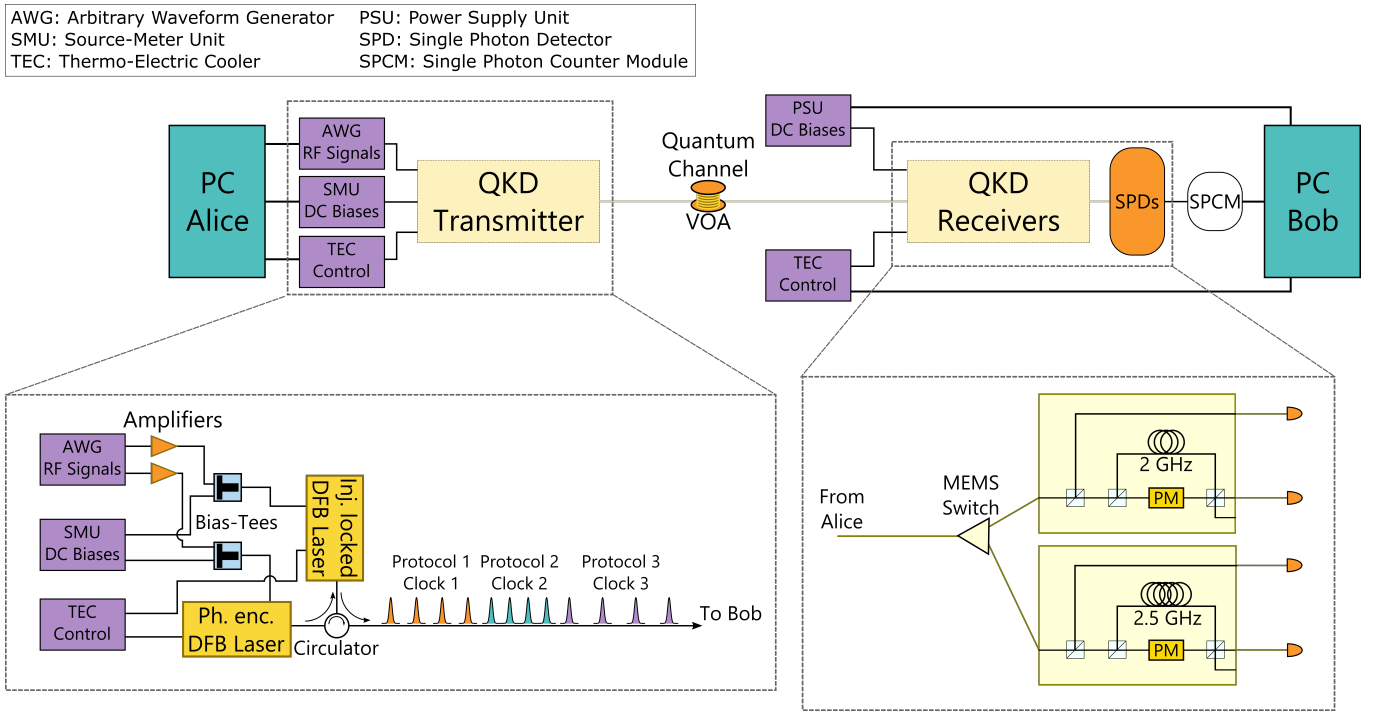 AWG: Arbitrary Waveform Generator
PSU: Power Supply Unit
SMU: Source-Meter Unit
SPD: Single Photon Detector
TEC: Thermo-Electric Cooler
SPCM: Single Photon Counter Module
PC
Alice
AWG
RF Signals
SMU
DC Biases
TEC
Control
QKD
Transmitter
Quantum
Channel
VOA
PSU
DC Biases
TEC
Control
QKD
Receivers
SPDs
SPCM
PC
Bob
Amplifiers
AWG
RF Signals
SMU
DC Biases
TEC
Control
Bias-Tees
Inj. locked
DFB Laser
Ph. enc.
DFB Laser
Circulator
Protocol 1
Clock 1
Protocol 2
Clock 2
Protocol 3
Clock 3
To Bob
From
Alice
MEMS
Switch
2 GHz
PM
2.5 GHz
PM